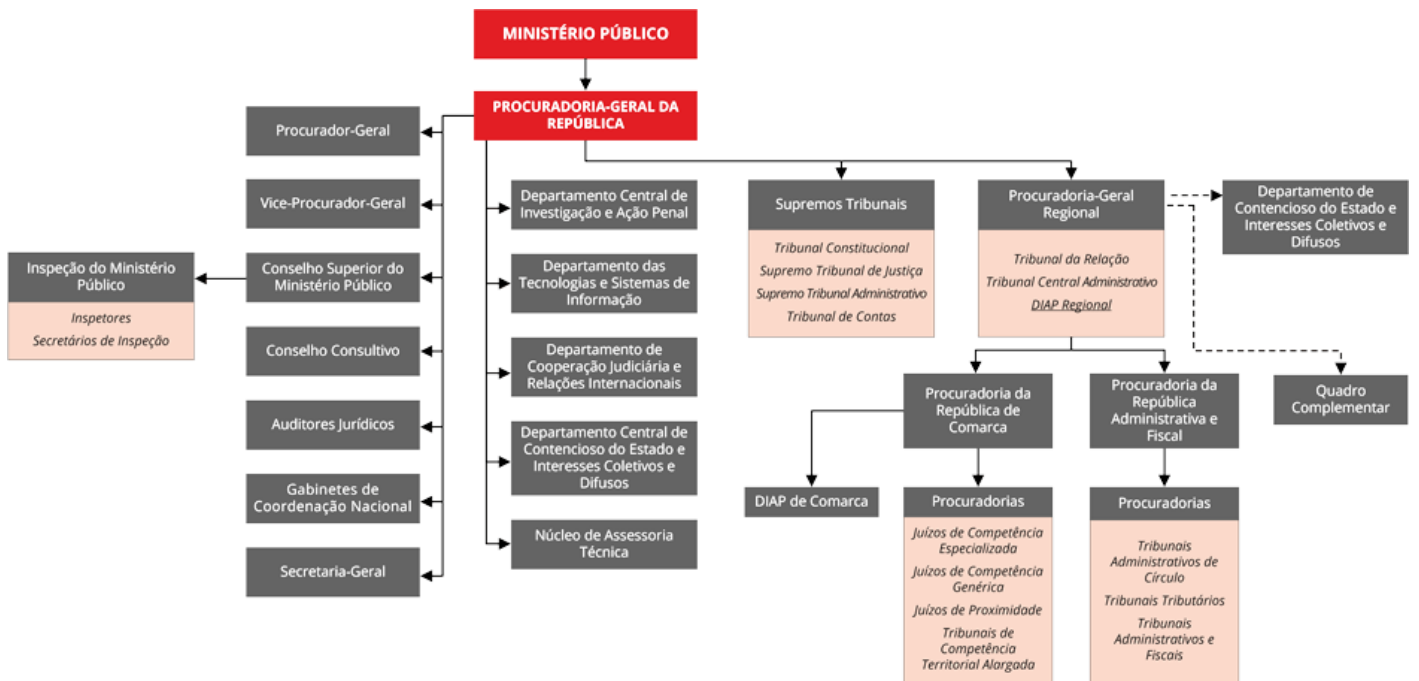 MINISTÉRIO PÚBLICO
PROCURADORIA-GERAL DA
REPÚBLICA
Procurador-Geral
Vice-Procurador-Geral
Conselho Superior do
Ministério Público
Inspeção do Ministério
Público
Inspetores
Secretários de Inspeção
Conselho Consultivo
Auditores Jurídicos
Gabinetes de
Coordenação Nacional
Secretaria-Geral
Departamento Central de
Investigação e Ação Penal
Departamento das
Tecnologias e Sistemas de
Informação
Departamento de
Cooperação Judiciária e
Relações Internacionais
Departamento Central de
Contencioso do Estado e
Interesses Coletivos e
Difusos
Núcleo de Assessoria
Técnica
Supremos Tribunais
Tribunal Constitucional
Supremo Tribunal de Justiça
Supremo Tribunal Administrativo
Tribunal de Contas
Procuradoria-Geral
Regional
Tribunal da Relação
Tribunal Central Administrativo
DIAP Regional
Departamento de
Contencioso do Estado e
Interesses Coletivos e
Difusos
Procuradoria da
República de
Comarca
Procuradoria da
República
Administrativa e
Fiscal
Quadro
Complementar
DIAP de Comarca
Procuradorias
Juízos de Competência
Especializada
Juízos de Competência
Genérica
Juízos de Proximidade
Tribunais de
Competência
Territorial Alargada
Procuradorias
Tribunais
Administrativos de
Círculo
Tribunais Tributários
Tribunais
Administrativos e
Fiscais